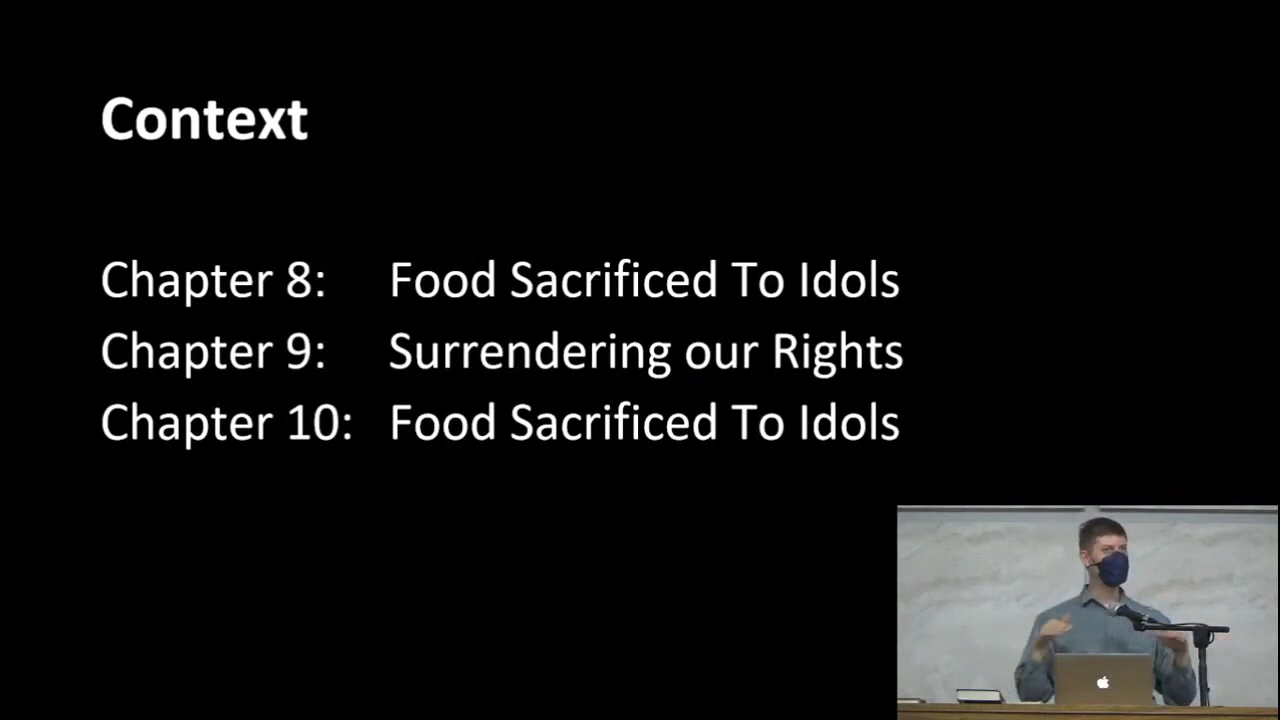 Context
Chapter 8: Food Sacrificed To Idols
Chapter 9: Surrendering our Rights
Chapter 10: Food Sacrificed To Idols